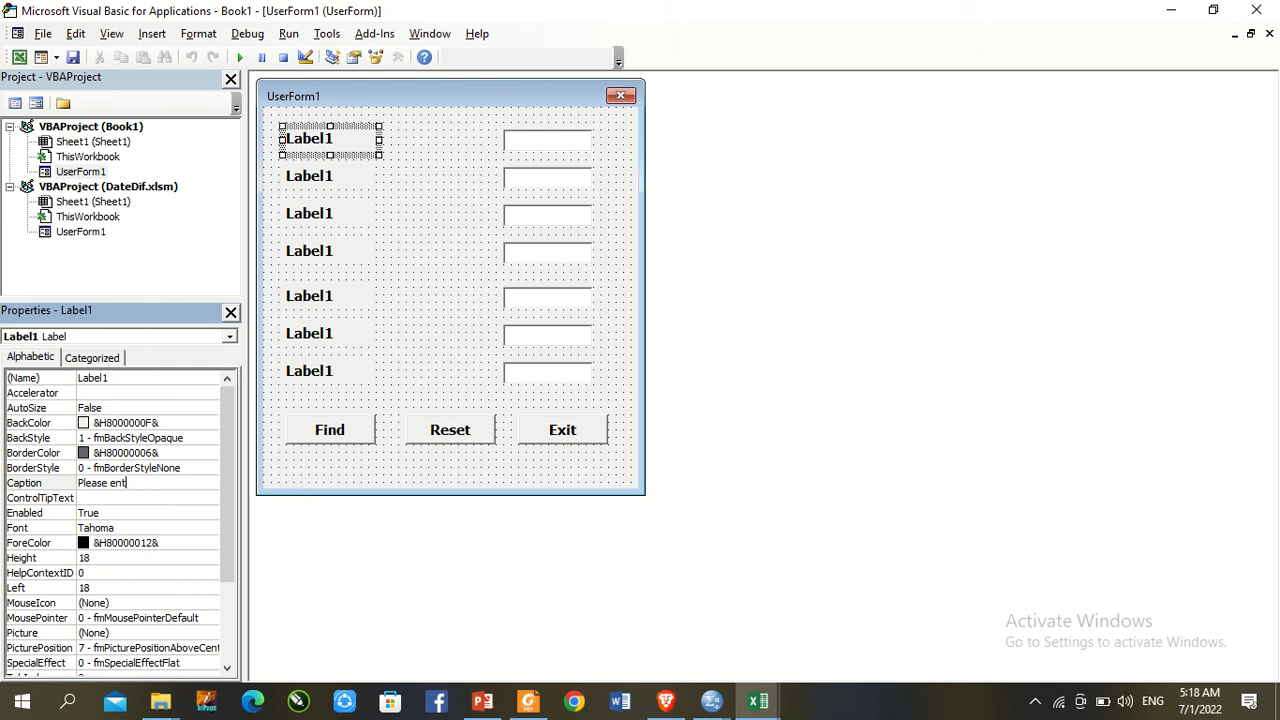 Microsoft Visual Basic for Applications - Book1 - [UserForm1 (UserForm)]
File Edit View Insert Format Debug Run Tools Add-Ins Window Help
Project - VBAProject
VBAProject (Book1)
Sheet1 (Sheet1)
ThisWorkbook
UserForm1
VBAProject (DateDif.xlsm)
Sheet1 (Sheet1)
ThisWorkbook
UserForm1
Properties - Label1
Label1 Label
Alphabetic Categorized
(Name) Label1
Accelerator
AutoSize False
BackColor &H8000000F&
BackStyle 1 - fmBackStyleOpaque
BorderColor &H80000006&
BorderStyle 0 - fmBorderStyleNone
Caption Please ent
ControlTipText
Enabled True
Font Tahoma
ForeColor &H80000012&
Height 18
HelpContextID 0
Left 18
MouseIcon (None)
MousePointer 0 - fmMousePointerDefault
Picture (None)
PicturePosition 7 - fmPicturePositionAboveCent
SpecialEffect 0 - fmSpecialEffectFlat
UserForm1
Label1
Label1
Label1
Label1
Label1
Label1
Label1
Find Reset Exit
Activate Windows
Go to Settings to activate Windows.
ENG
5:18 AM
7/1/2022